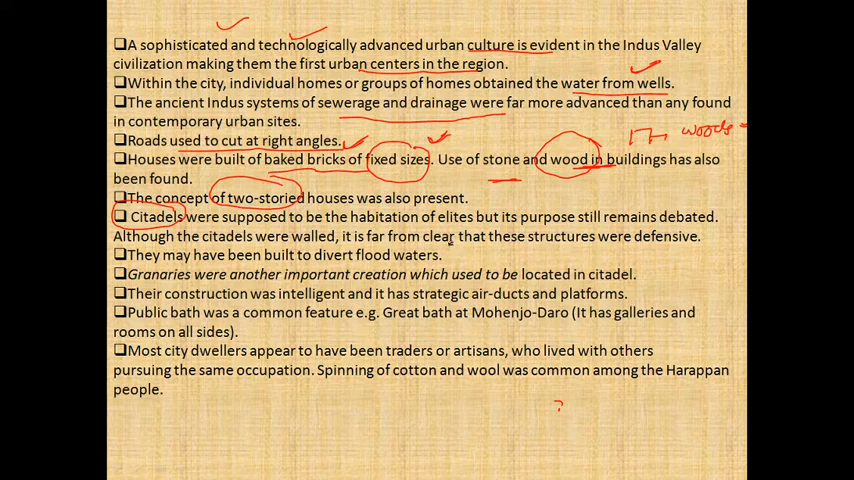 ❑A sophisticated and technologically advanced urban culture is evident in the Indus Valley
civilization making them the first urban centers in the region.
❑Within the city, individual homes or groups of homes obtained the water from wells.
❑The ancient Indus systems of sewerage and drainage were far more advanced than any found
in contemporary urban sites.
❑Roads used to cut at right angles.
woods =
❑Houses were built of baked bricks of fixed sizes. Use of stone and wood in buildings has also
been found.
❑The concept of two-storied houses was also present.
❑ Citadels were supposed to be the habitation of elites but its purpose still remains debated.
Although the citadels were walled, it is far from clear that these structures were defensive.
❑They may have been built to divert flood waters.
❑Granaries were another important creation which used to be located in citadel.
❑Their construction was intelligent and it has strategic air-ducts and platforms.
❑Public bath was a common feature e.g. Great bath at Mohenjo-Daro (It has galleries and
rooms on all sides).
❑Most city dwellers appear to have been traders or artisans, who lived with others
pursuing the same occupation. Spinning of cotton and wool was common among the Harappan
people.
?